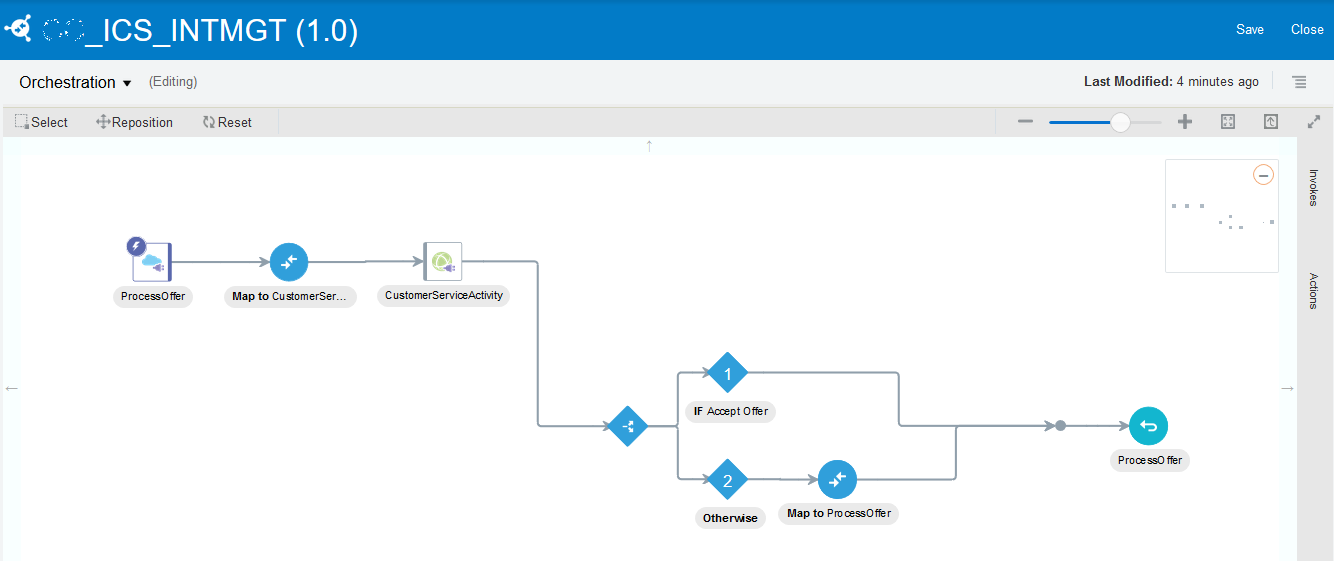 _ICS_INTMGT (1.0)
Save
Close
Orchestration
(Editing)
Last Modified: 4 minutes ago
Select
Reposition
Reset
Invokes
Actions
ProcessOffer
Map to CustomerSer...
CustomerServiceActivity
1
IF Accept Offer
2
Otherwise
Map to ProcessOffer
ProcessOffer